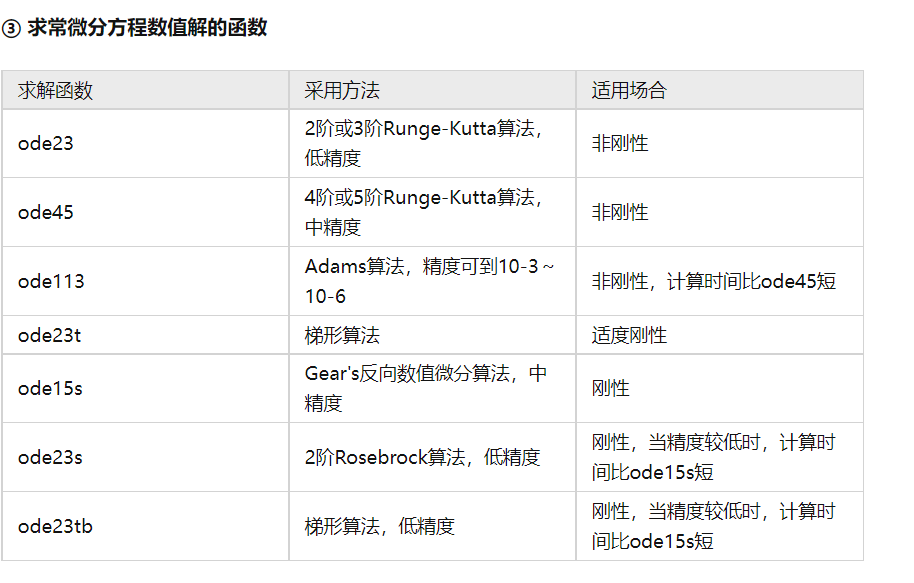 ③ 求常微分方程数值解的函数
求解函数 采用方法 适用场合
ode23 2阶或3阶Runge-Kutta算法，
低精度 非刚性
ode45 4阶或5阶Runge-Kutta算法，
中精度 非刚性
ode113 Adams算法，精度可到10-3～
10-6 非刚性，计算时间比ode45短
ode23t 梯形算法 适度刚性
ode15s Gear's反向数值微分算法，中
精度 刚性
ode23s 2阶Rosebrock算法，低精度 刚性，当精度较低时，计算时
间比ode15s短
ode23tb 梯形算法，低精度 刚性，当精度较低时，计算时
间比ode15s短